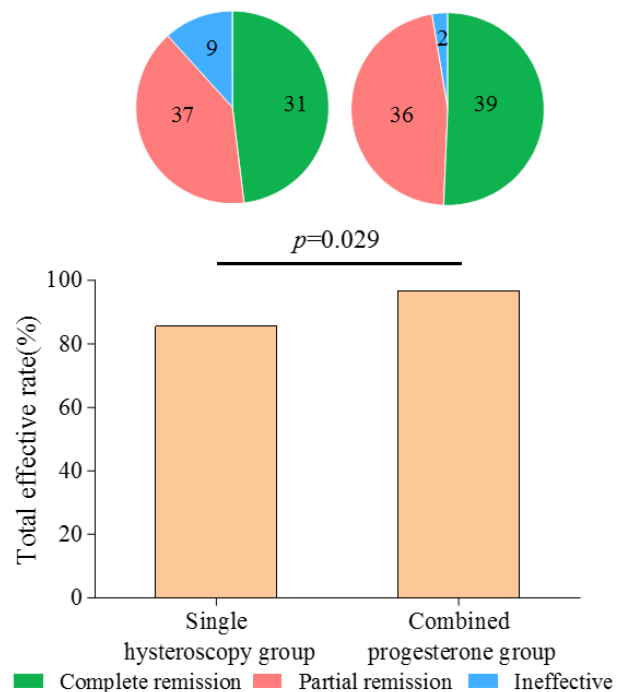 9
31
37
2
36
39
p=0.029
100
80
60
40
20
0
Total effective rate(%)
Single
hysteroscopy group
Combined
progesterone group
Complete remission
Partial remission
Ineffective